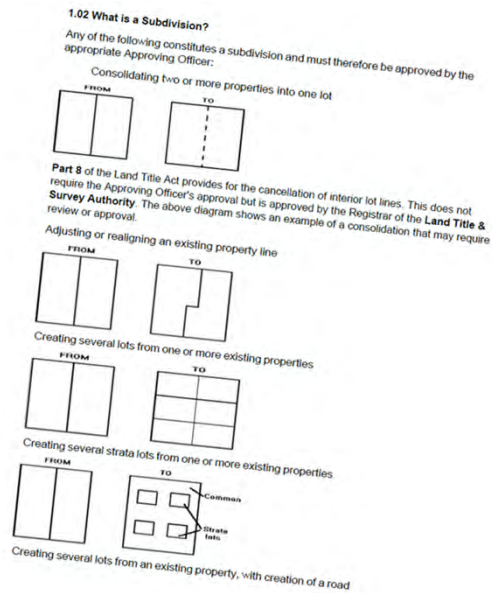 1.02 What is a Subdivision?
Any of the following constitutes a subdivision and must therefore be approved by the
appropriate Approving Officer:
Consolidating two or more properties into one lot
FROM
TO
Part 8 of the Land Title Act provides for the cancellation of interior lot lines. This does not
require the Approving Officer's approval but is approved by the Registrar of the Land Title &
Survey Authority. The above diagram shows an example of a consolidation that may require
review or approval.
Adjusting or realigning an existing property line
FROM
TO
Creating several lots from one or more existing properties
FROM
TO
Creating several strata lots from one or more existing properties
FROM
TO
Common
Strata
lots
Creating several lots from an existing property, with creation of a road